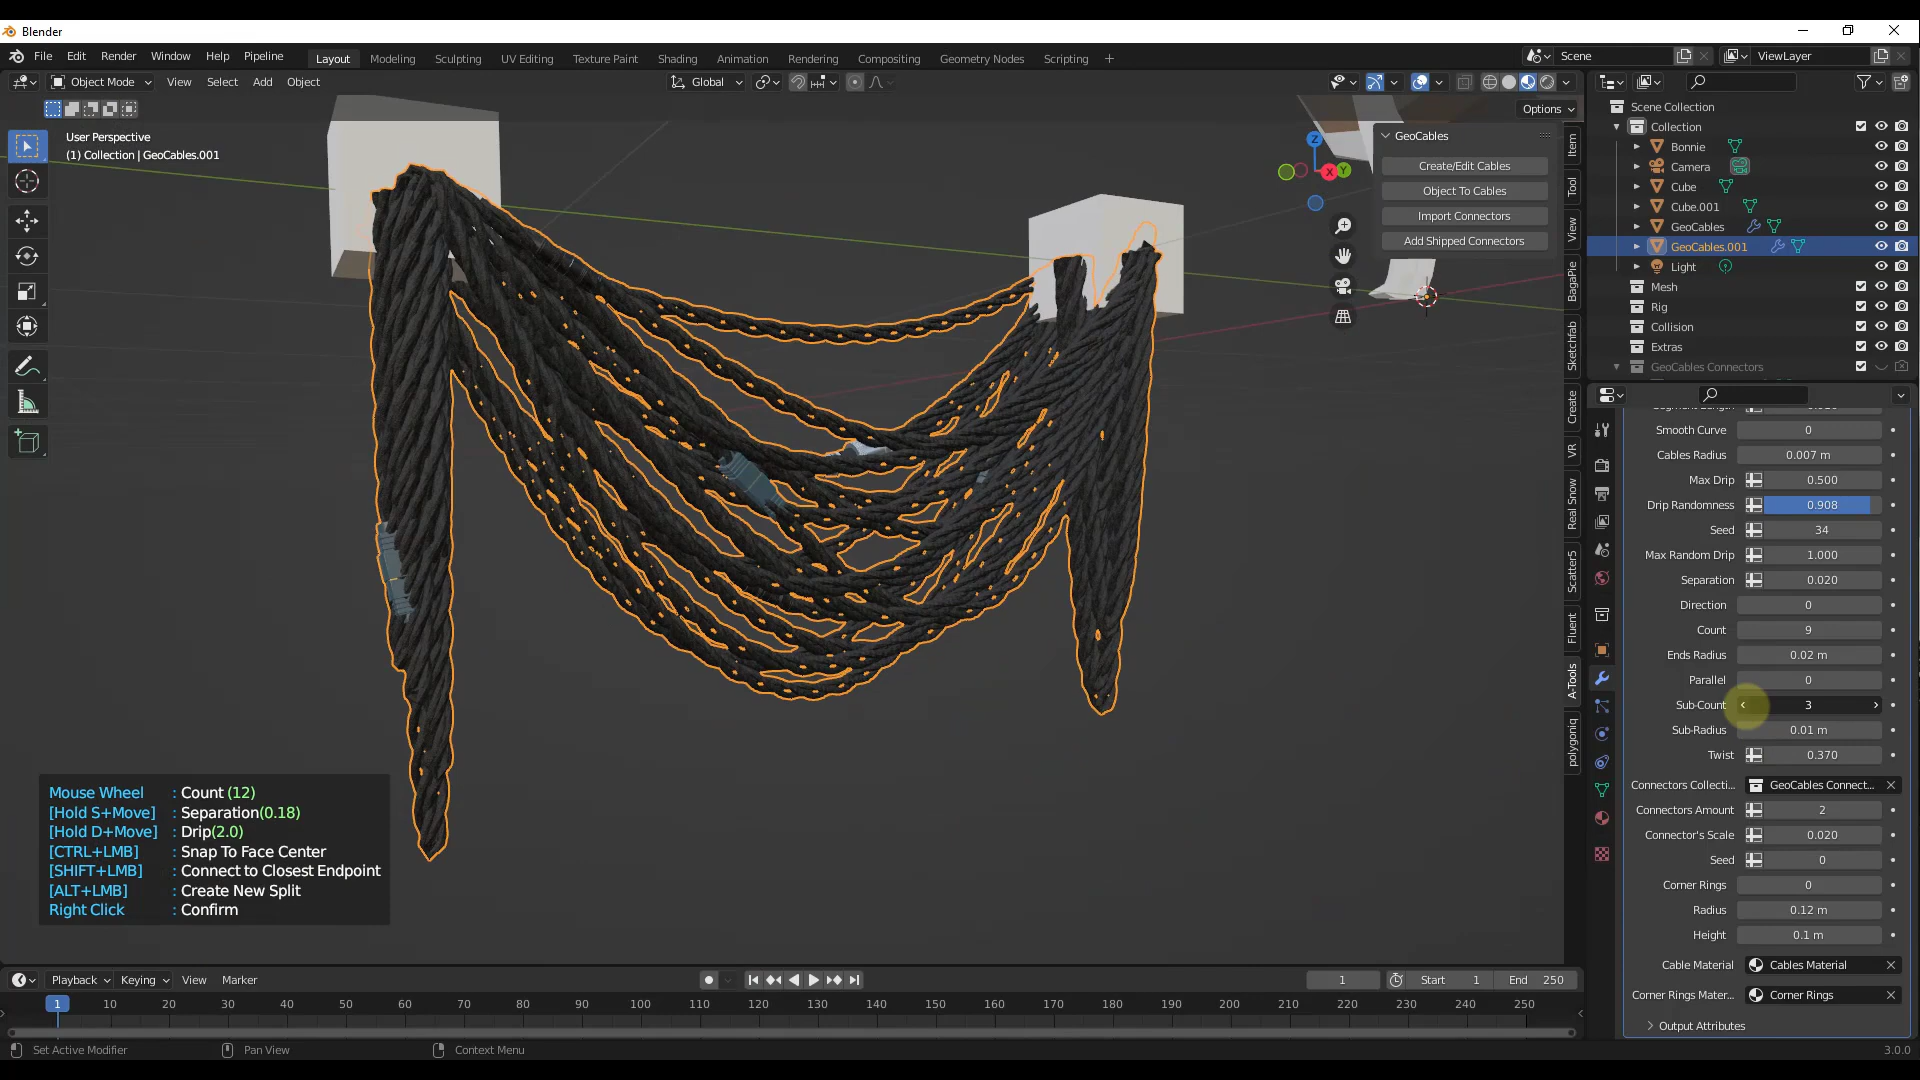 Blender
File Edit Render Window Help Pipeline
Layout Modeling Sculpting UV Editing Texture Paint Shading Animation Rendering Compositing Geometry Nodes Scripting +
Scene
ViewLayer
Object Mode View Select Add Object
Global
Options
User Perspective
(1) Collection | GeoCables.001
Z
X
Y
GeoCables
Create/Edit Cables
Object To Cables
Import Connectors
Add Shipped Connectors
Item
Tool
View
BagaPie
Sketchfab
Create
VR
Real Snow
Scatter5
Fluent
A-Tools
polygoniq
Scene Collection
Collection
Bonnie
Camera
Cube
Cube.001
GeoCables
GeoCables.001
Light
Mesh
Rig
Collision
Extras
GeoCables Connectors
Smooth Curve 0
Cables Radius 0.007 m
Max Drip 0.500
Drip Randomness 0.908
Seed 34
Max Random Drip 1.000
Separation 0.020
Direction 0
Count 9
Ends Radius 0.02 m
Parallel 0
Sub-Count 3
Sub-Radius 0.01 m
Twist 0.370
Connectors Collecti... GeoCables Connect...
Connectors Amount 2
Connector's Scale 0.020
Seed 0
Corner Rings 0
Radius 0.12 m
Height 0.1 m
Cable Material Cables Material
Corner Rings Mater... Corner Rings
Output Attributes
Mouse Wheel : Count (12)
[Hold S+Move] : Separation(0.18)
[Hold D+Move] : Drip(2.0)
[CTRL+LMB] : Snap To Face Center
[SHIFT+LMB] : Connect to Closest Endpoint
[ALT+LMB] : Create New Split
Right Click : Confirm
Playback Keying View Marker
1 Start 1 End 250
1 10 20 30 40 50 60 70 80 90 100 110 120 130 140 150 160 170 180 190 200 210 220 230 240 250
Set Active Modifier Pan View Context Menu 3.0.0